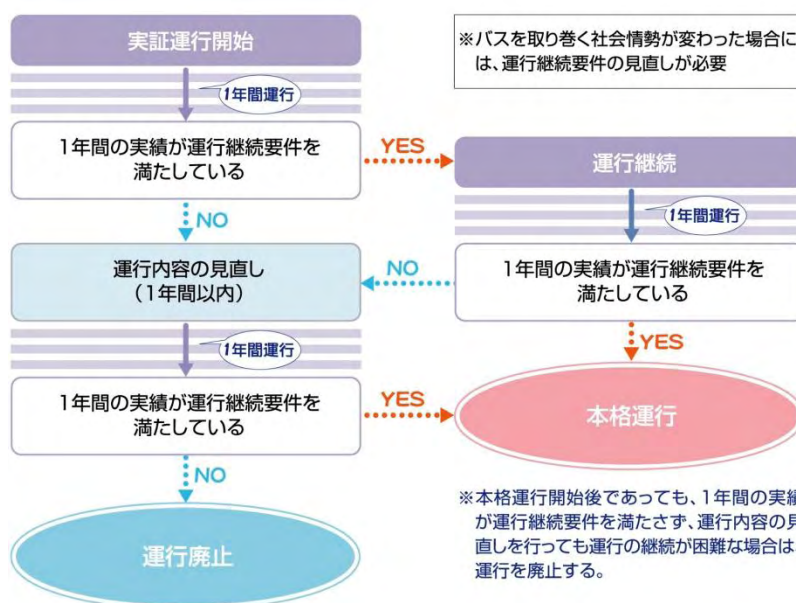 実証運行開始
※バスを取り巻く社会情勢が変わった場合に
は、運行継続要件の見直しが必要
1年間運行
1年間の実績が運行継続要件を
満たしている
YES
運行継続
1年間運行
NO
運行内容の見直し
（1年間以内）
NO
1年間の実績が運行継続要件を
満たしている
1年間運行
YES
1年間の実績が運行継続要件を
満たしている
YES
本格運行
NO
運行廃止
※本格運行開始後であっても、1年間の実績
が運行継続要件を満たさず、運行内容の見
直しを行っても運行の継続が困難な場合は、
運行を廃止する。